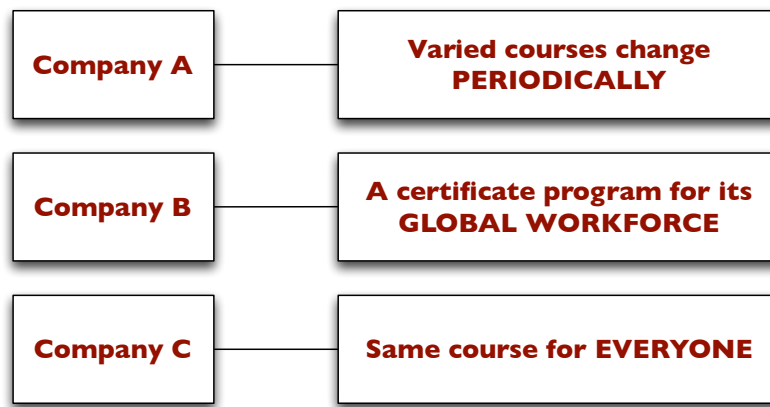 Company A
Varied courses change
PERIODICALLY
Company B
A certificate program for its
GLOBAL WORKFORCE
Company C
Same course for EVERYONE